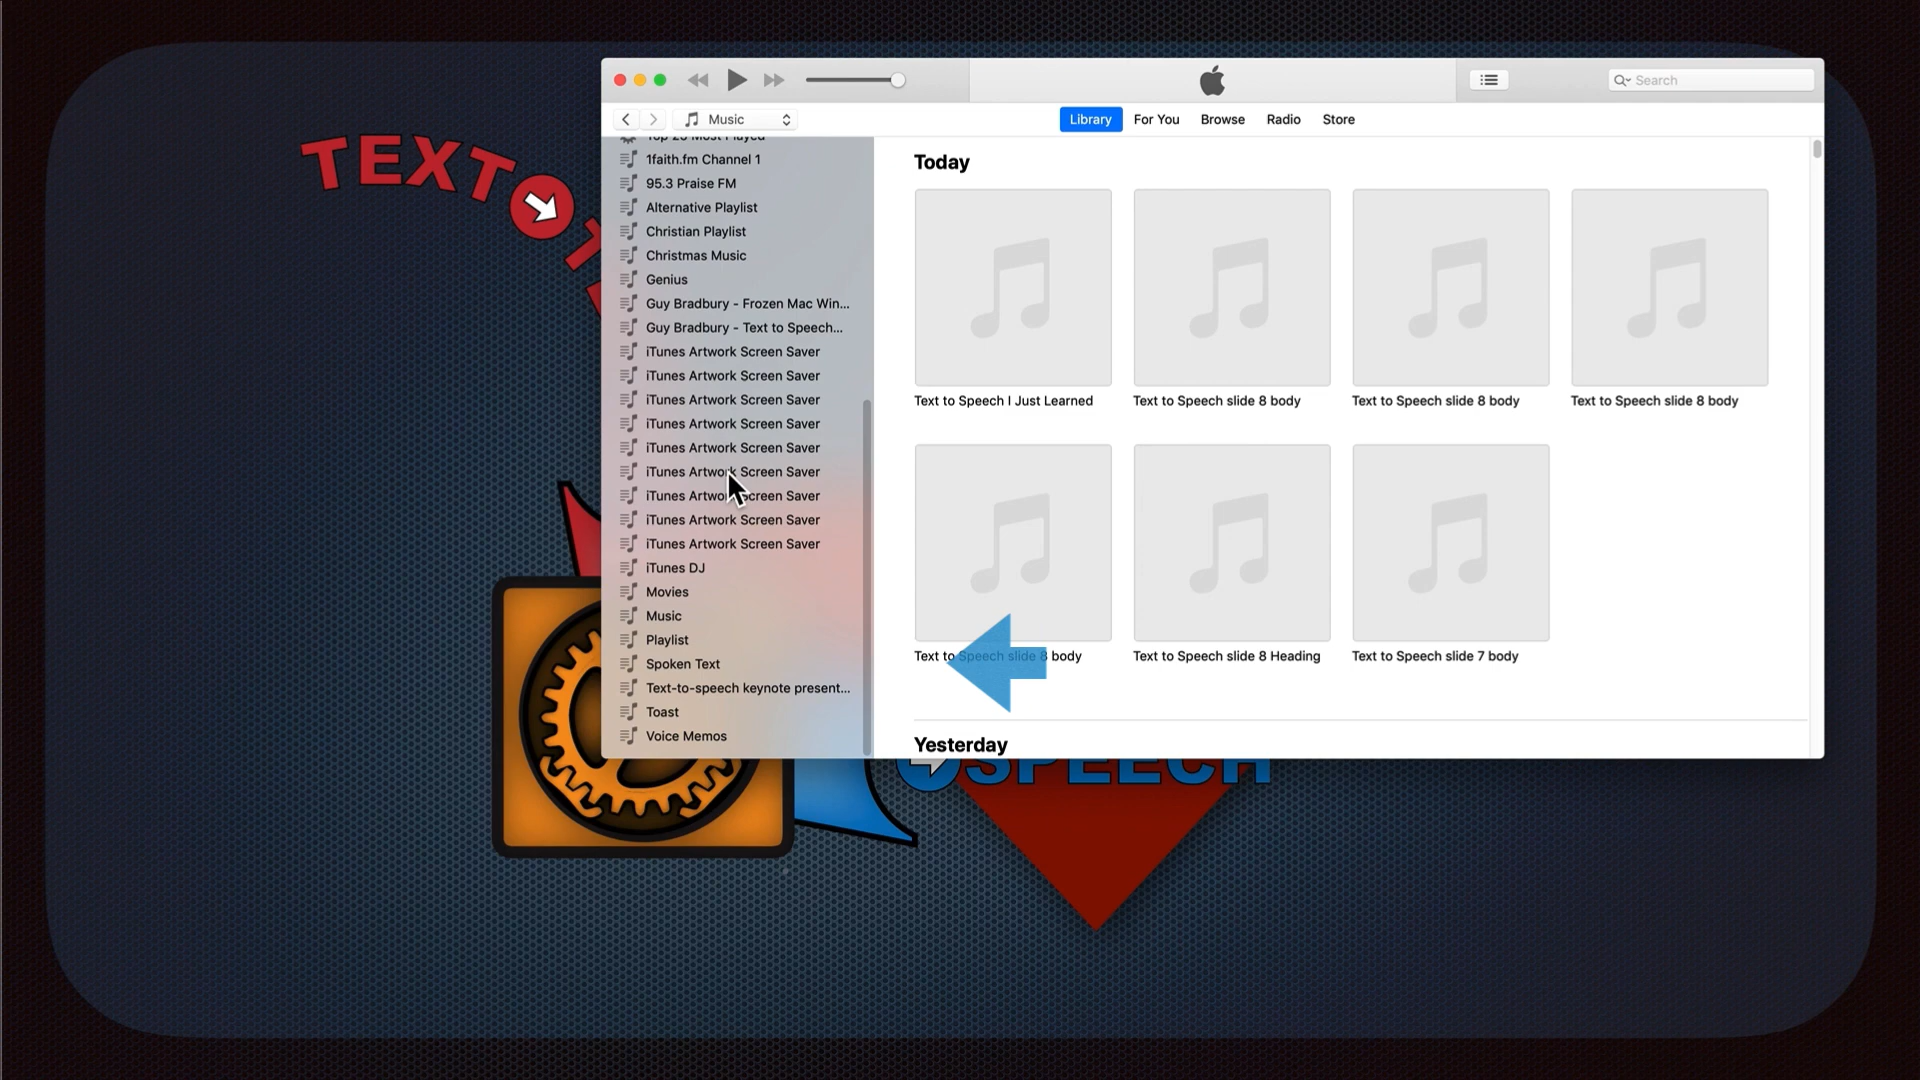 TEXT
T
Search
Music
Library
For You
Browse
Radio
Store
Top 25 Most Played
1faith.fm Channel 1
95.3 Praise FM
Alternative Playlist
Christian Playlist
Christmas Music
Genius
Guy Bradbury - Frozen Mac Win...
Guy Bradbury - Text to Speech...
iTunes Artwork Screen Saver
iTunes Artwork Screen Saver
iTunes Artwork Screen Saver
iTunes Artwork Screen Saver
iTunes Artwork Screen Saver
iTunes Artwork Screen Saver
iTunes Artwork Screen Saver
iTunes Artwork Screen Saver
iTunes Artwork Screen Saver
iTunes DJ
Movies
Music
Playlist
Spoken Text
Text-to-speech keynote present...
Toast
Voice Memos
Today
Text to Speech I Just Learned
Text to Speech slide 8 body
Text to Speech slide 8 body
Text to Speech slide 8 body
Text to Speech slide 8 body
Text to Speech slide 8 Heading
Text to Speech slide 7 body
Yesterday
SPEECH